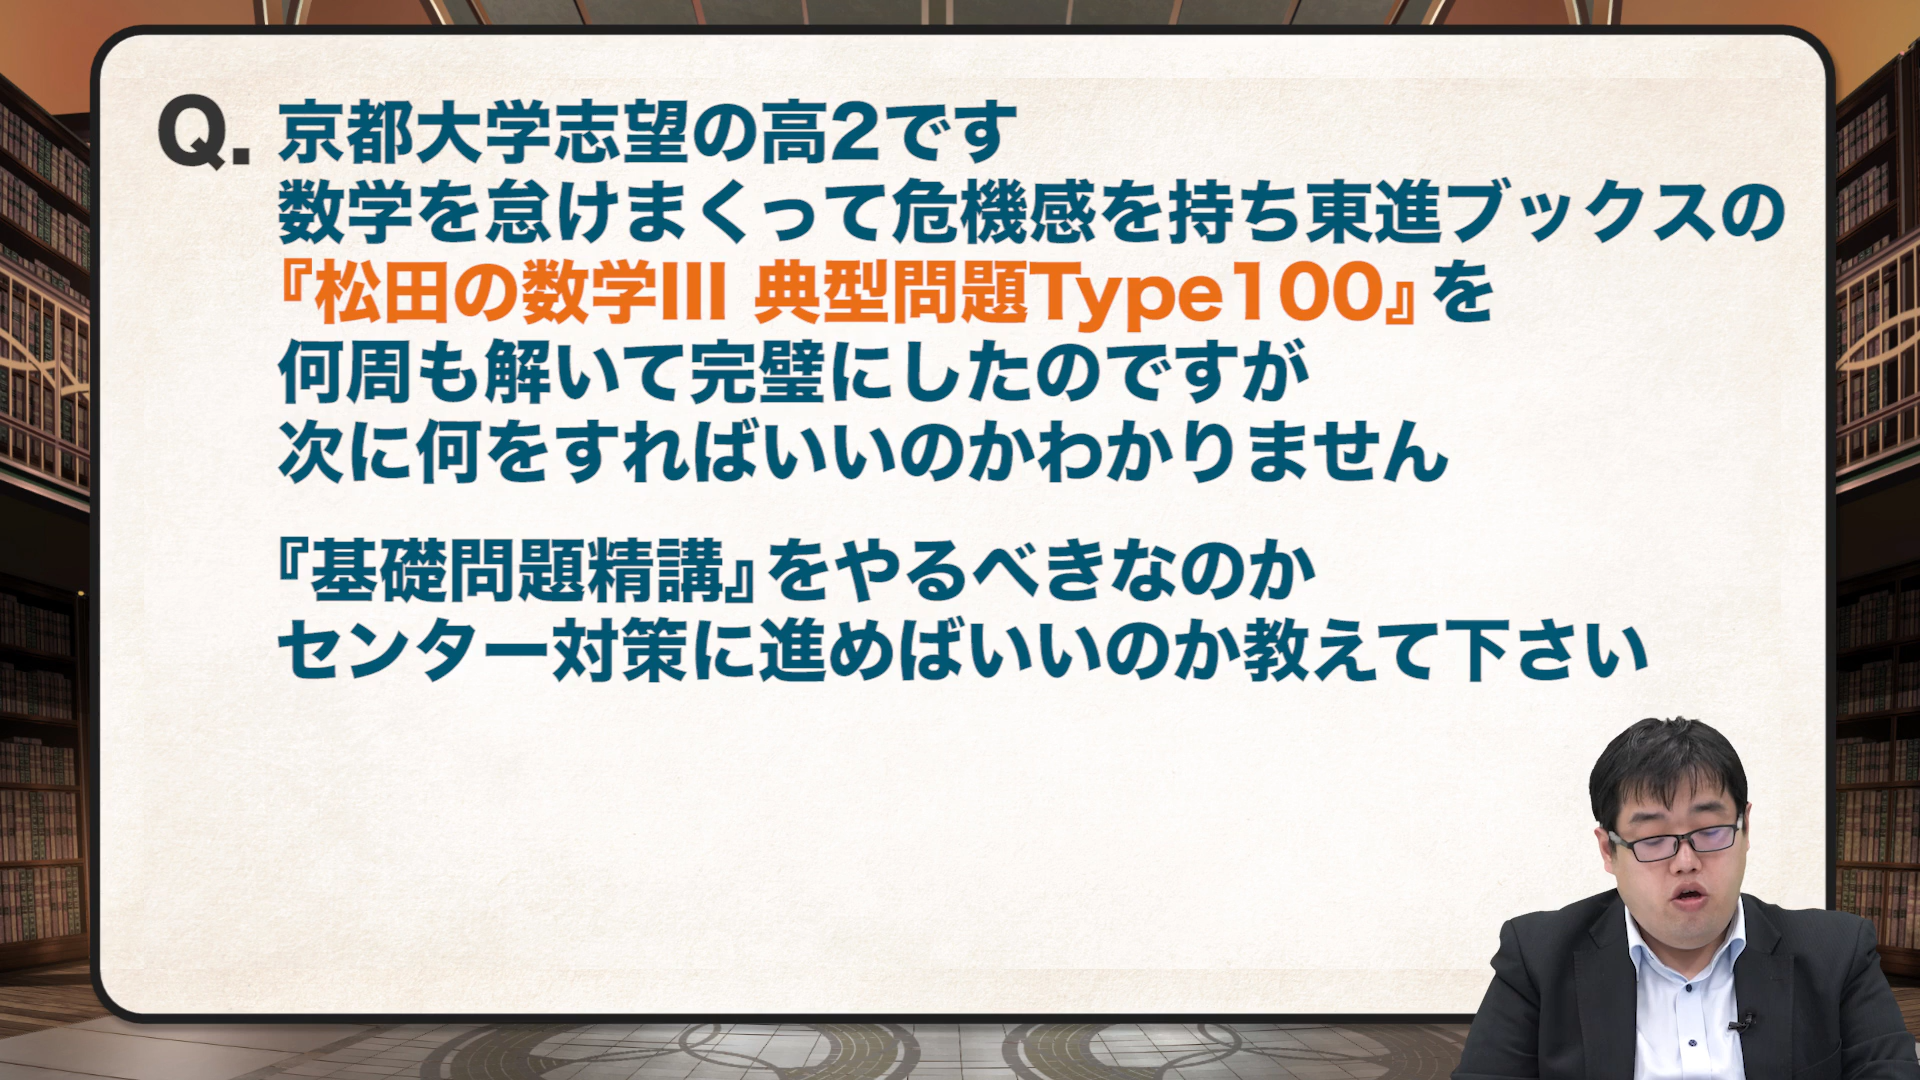 Q. 京都大学志望の高2です
数学を怠けまくって危機感を持ち東進ブックスの
『松田の数学III 典型問題Type100』を
何周も解いて完璧にしたのですが
次に何をすればいいのかわかりません
『基礎問題精講』をやるべきなのか
センター対策に進めばいいのか教えて下さい